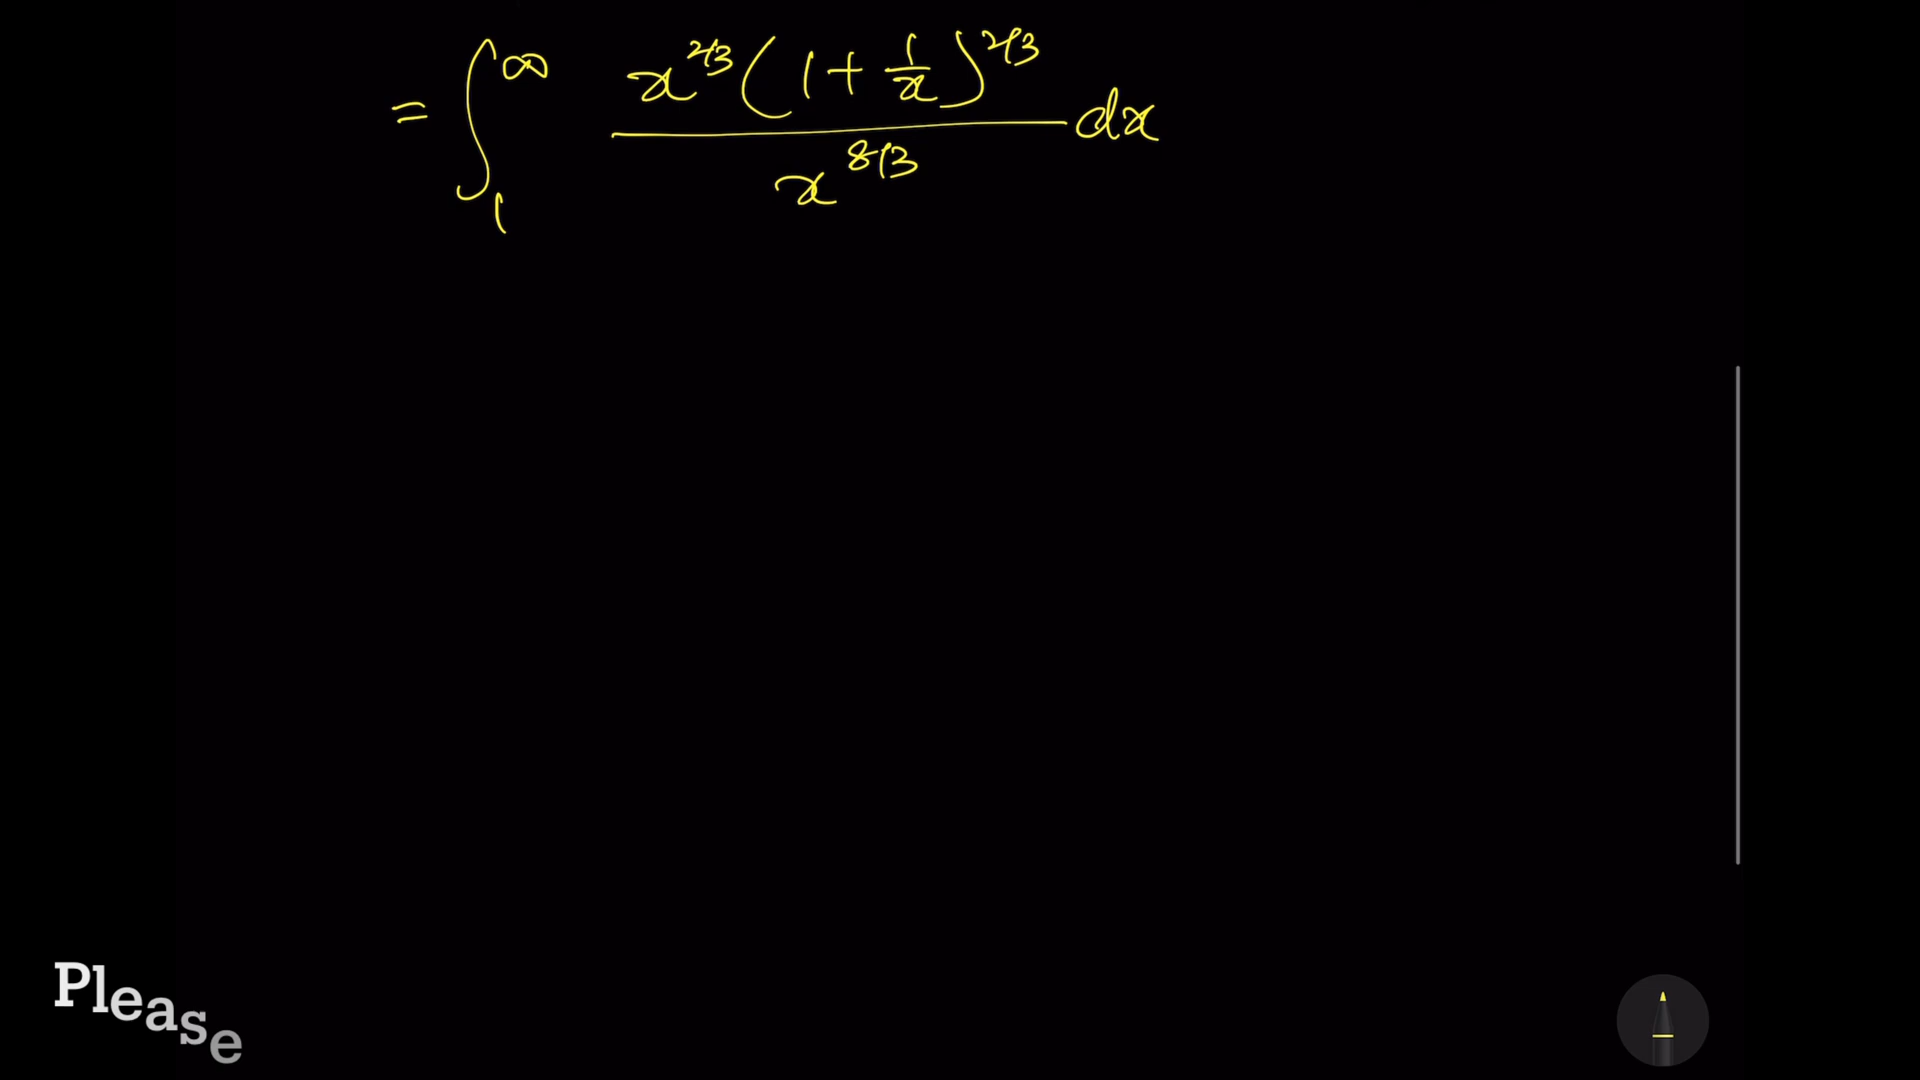 = ∫₁^∞ x^{2/3} (1 + 1/x)^{2/3} / x^{8/3} dx
Please